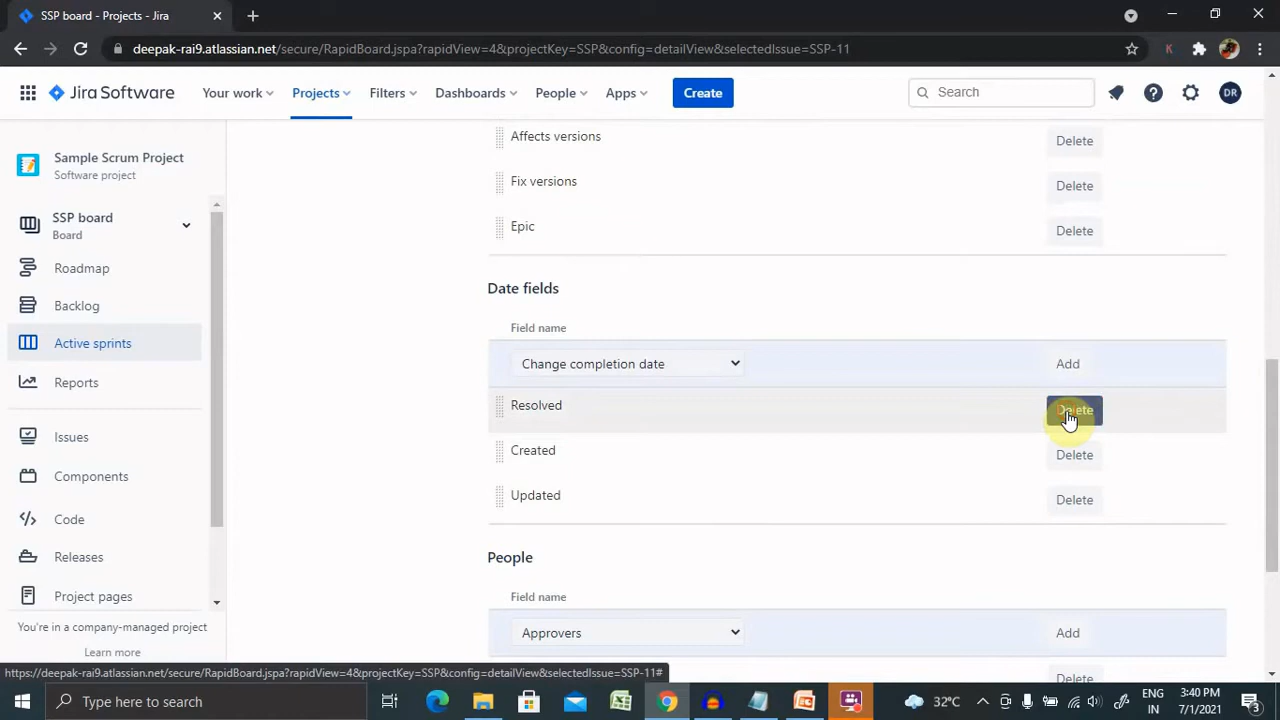 SSP board - Projects - Jira
deepak-rai9.atlassian.net/secure/RapidBoard.jspa?rapidView=4&projectKey=SSP&config=detailView&selectedIssue=SSP-11
K
Jira Software
Your work
Projects
Filters
Dashboards
People
Apps
Create
Search
DR
Sample Scrum Project
Software project
SSP board
Board
Roadmap
Backlog
Active sprints
Reports
Issues
Components
Code
Releases
Project pages
You're in a company-managed project
Learn more
Affects versions Delete
Fix versions Delete
Epic Delete
Date fields
Field name
Change completion date Add
Resolved Delete
Created Delete
Updated Delete
People
Field name
Approvers Add
Delete
https://deepak-rai9.atlassian.net/secure/RapidBoard.jspa?rapidView=4&projectKey=SSP&config=detailView&selectedIssue=SSP-11#
Type here to search
32°C
ENG
IN
3:40 PM
7/1/2021
3